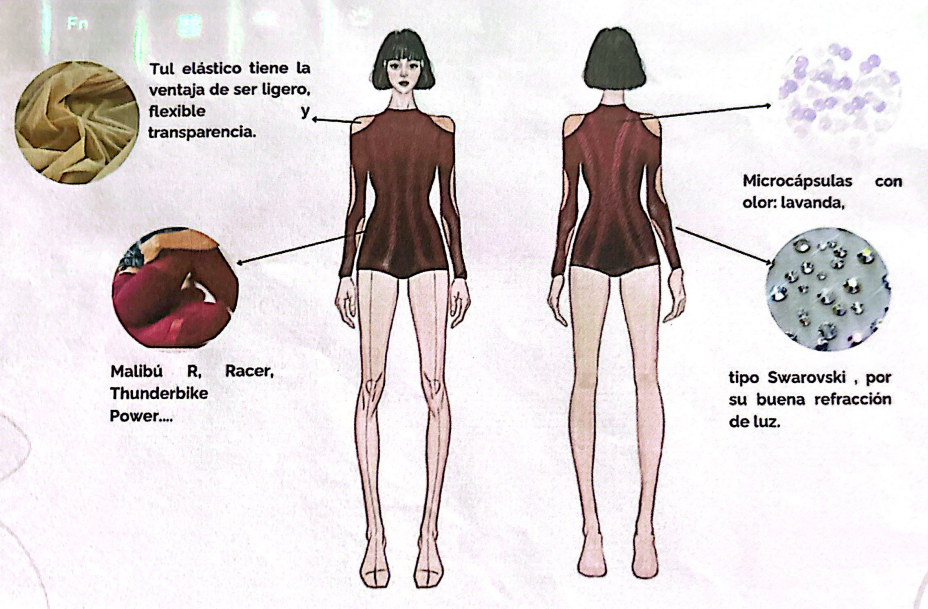 Fn
Tul elástico tiene la
ventaja de ser ligero,
flexible y
transparencia.
Malibú R, Racer,
Thunderbike
Power....
Microcápsulas con
olor: lavanda,
tipo Swarovski , por
su buena refracción
de luz.